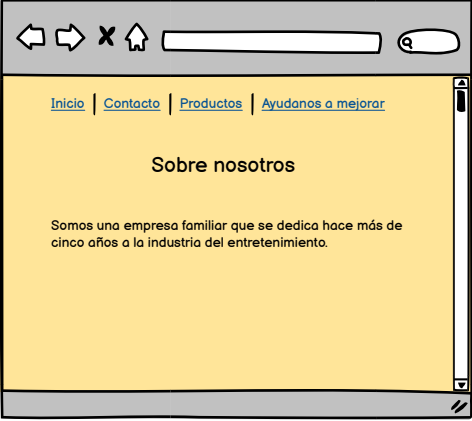 Inicio | Contacto | Productos | Ayudanos a mejorar
Sobre nosotros
Somos una empresa familiar que se dedica hace más de
cinco años a la industria del entretenimiento.